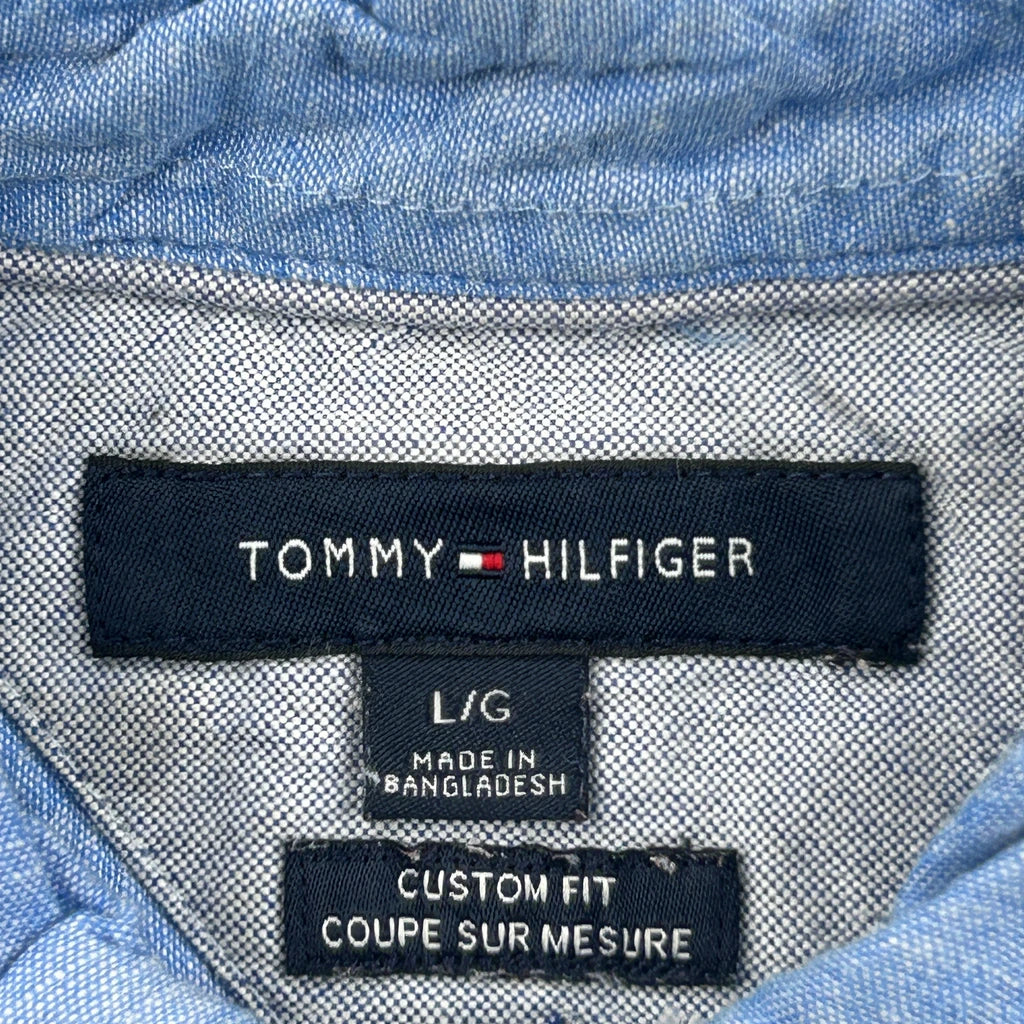 TOMMY HILFIGER
L/G
MADE IN
BANGLADESH
CUSTOM FIT
COUPE SUR MESURE